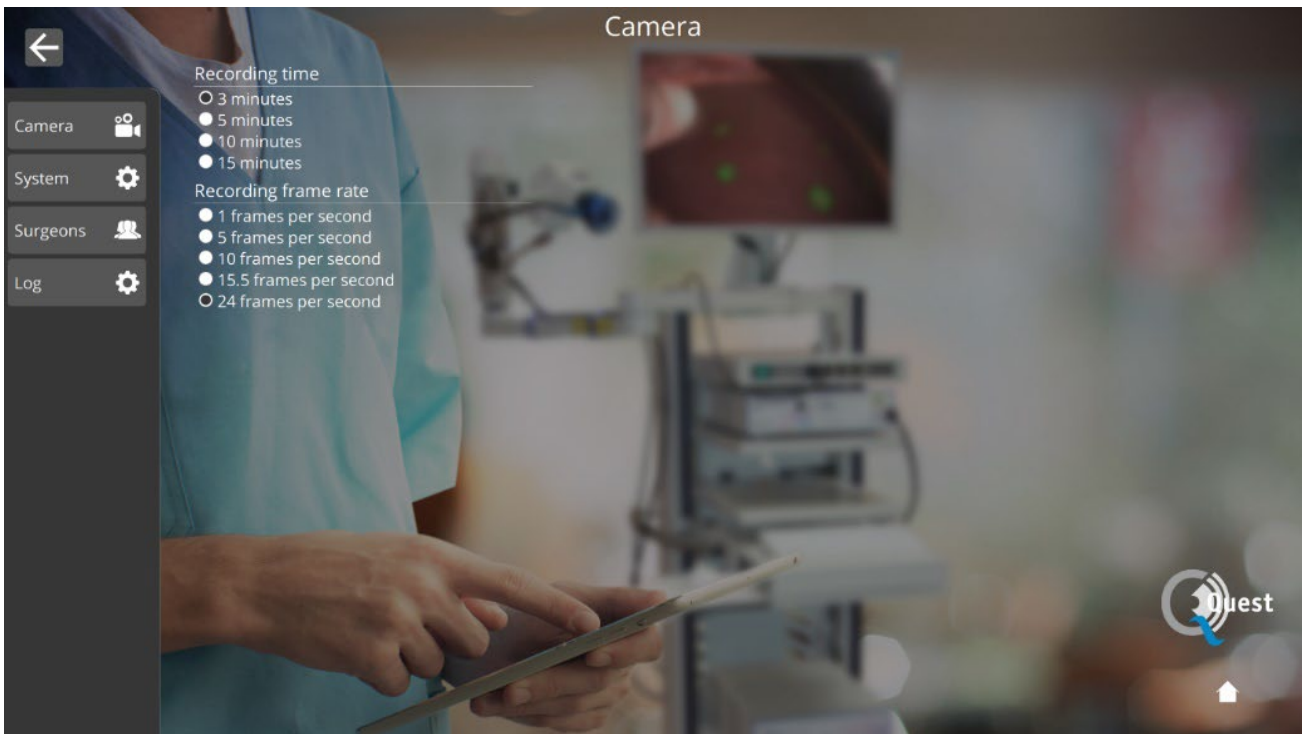 Camera
Recording time
3 minutes
5 minutes
10 minutes
15 minutes
Recording frame rate
1 frames per second
5 frames per second
10 frames per second
15.5 frames per second
24 frames per second
Camera
System
Surgeons
Log
Quest